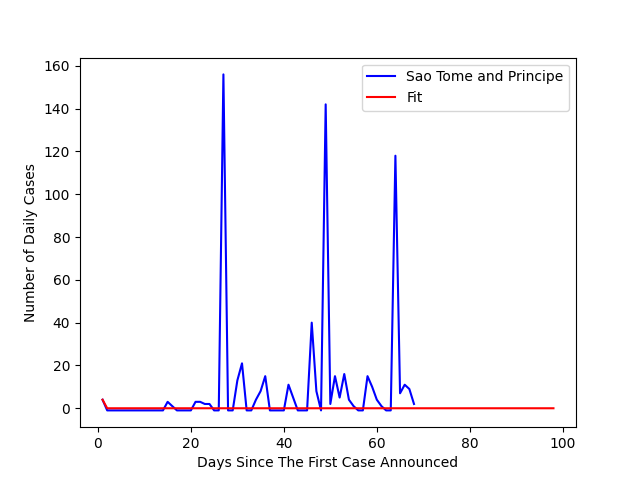 Sao Tome and Principe
Fit
Number of Daily Cases
160
140
120
100
80
60
40
20
0
0 20 40 60 80 100
Days Since The First Case Announced